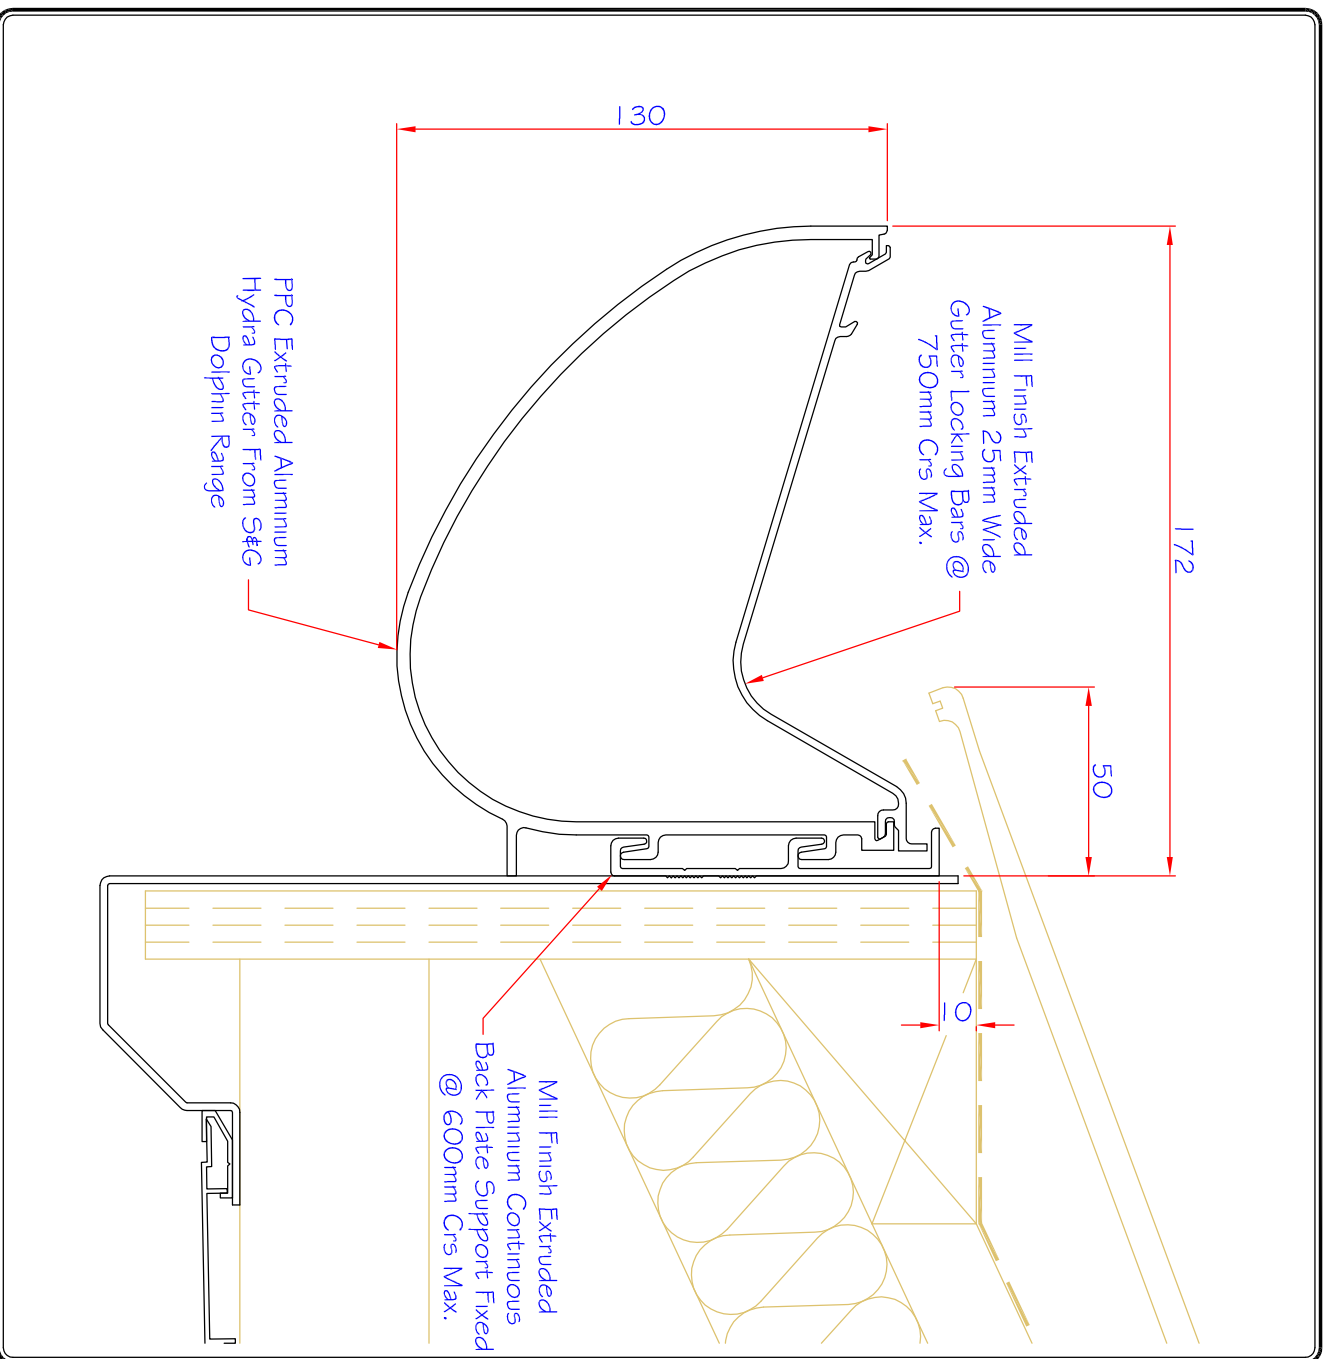 130
172
50
10
Mill Finish Extruded
Aluminium 25mm Wide
Gutter Locking Bars @
750mm Crs Max.
PPC Extruded Aluminium
Hydra Gutter From S&G
Dolphin Range
Mill Finish Extruded
Aluminium Continuous
Back Plate Support Fixed
@ 600mm Crs Max.